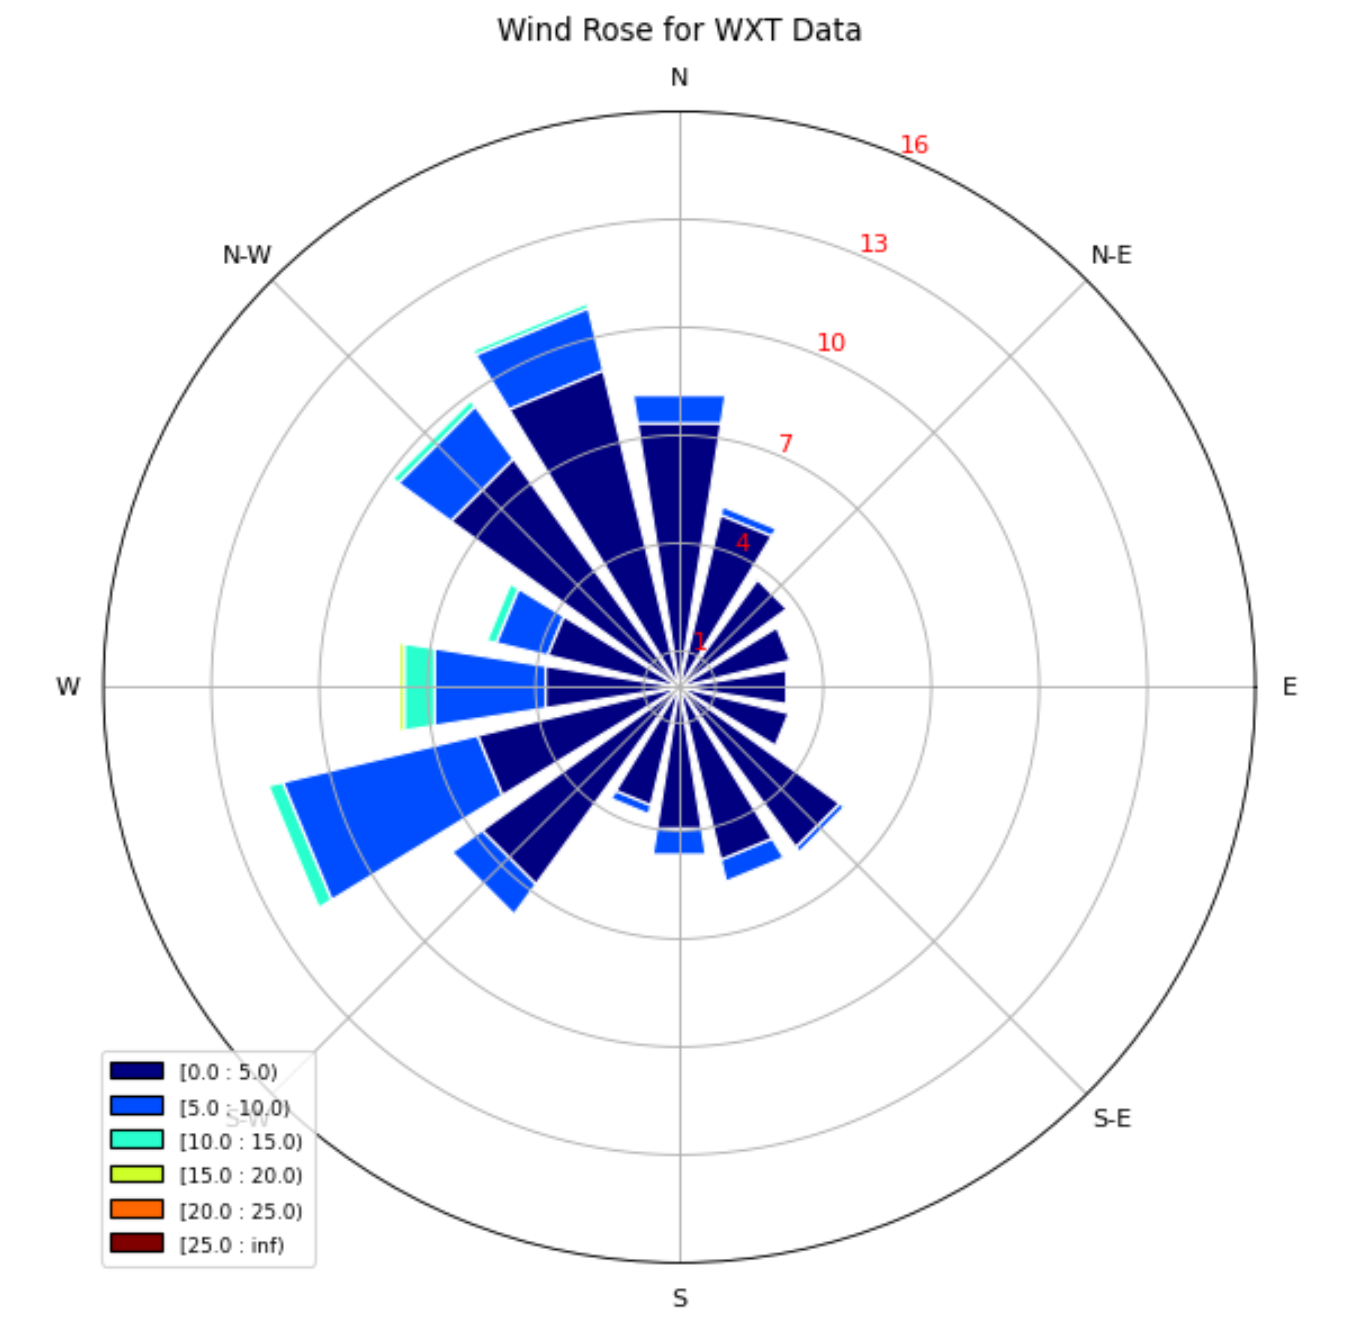 Wind Rose for WXT Data
N
16
13
N-W
N-E
10
7
4
1
W
E
[0.0 : 5.0)
[5.0 : 10.0)
S-W
S-E
[10.0 : 15.0)
[15.0 : 20.0)
[20.0 : 25.0)
[25.0 : inf)
S